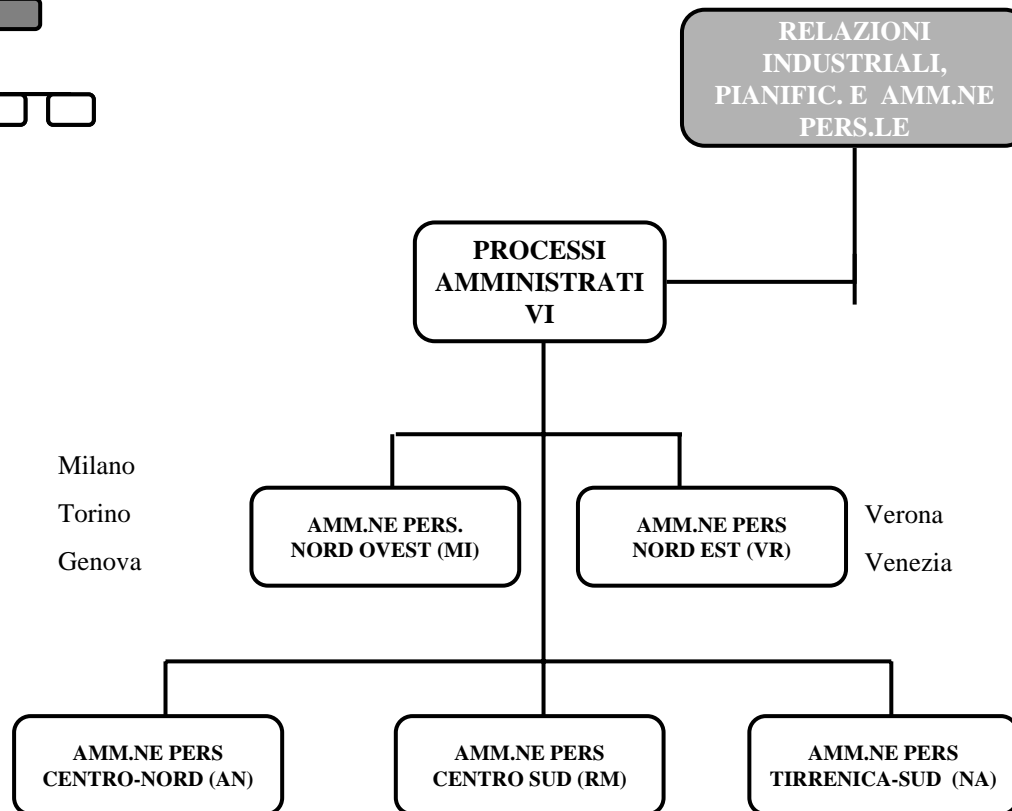 RELAZIONI
INDUSTRIALI,
PIANIFIC. E AMM.NE
PERS.LE
PROCESSI
AMMINISTRATI
VI
Milano
Torino
Genova
AMM.NE PERS.
NORD OVEST (MI)
AMM.NE PERS
NORD EST (VR)
Verona
Venezia
AMM.NE PERS
CENTRO-NORD (AN)
AMM.NE PERS
CENTRO SUD (RM)
AMM.NE PERS
TIRRENICA-SUD (NA)